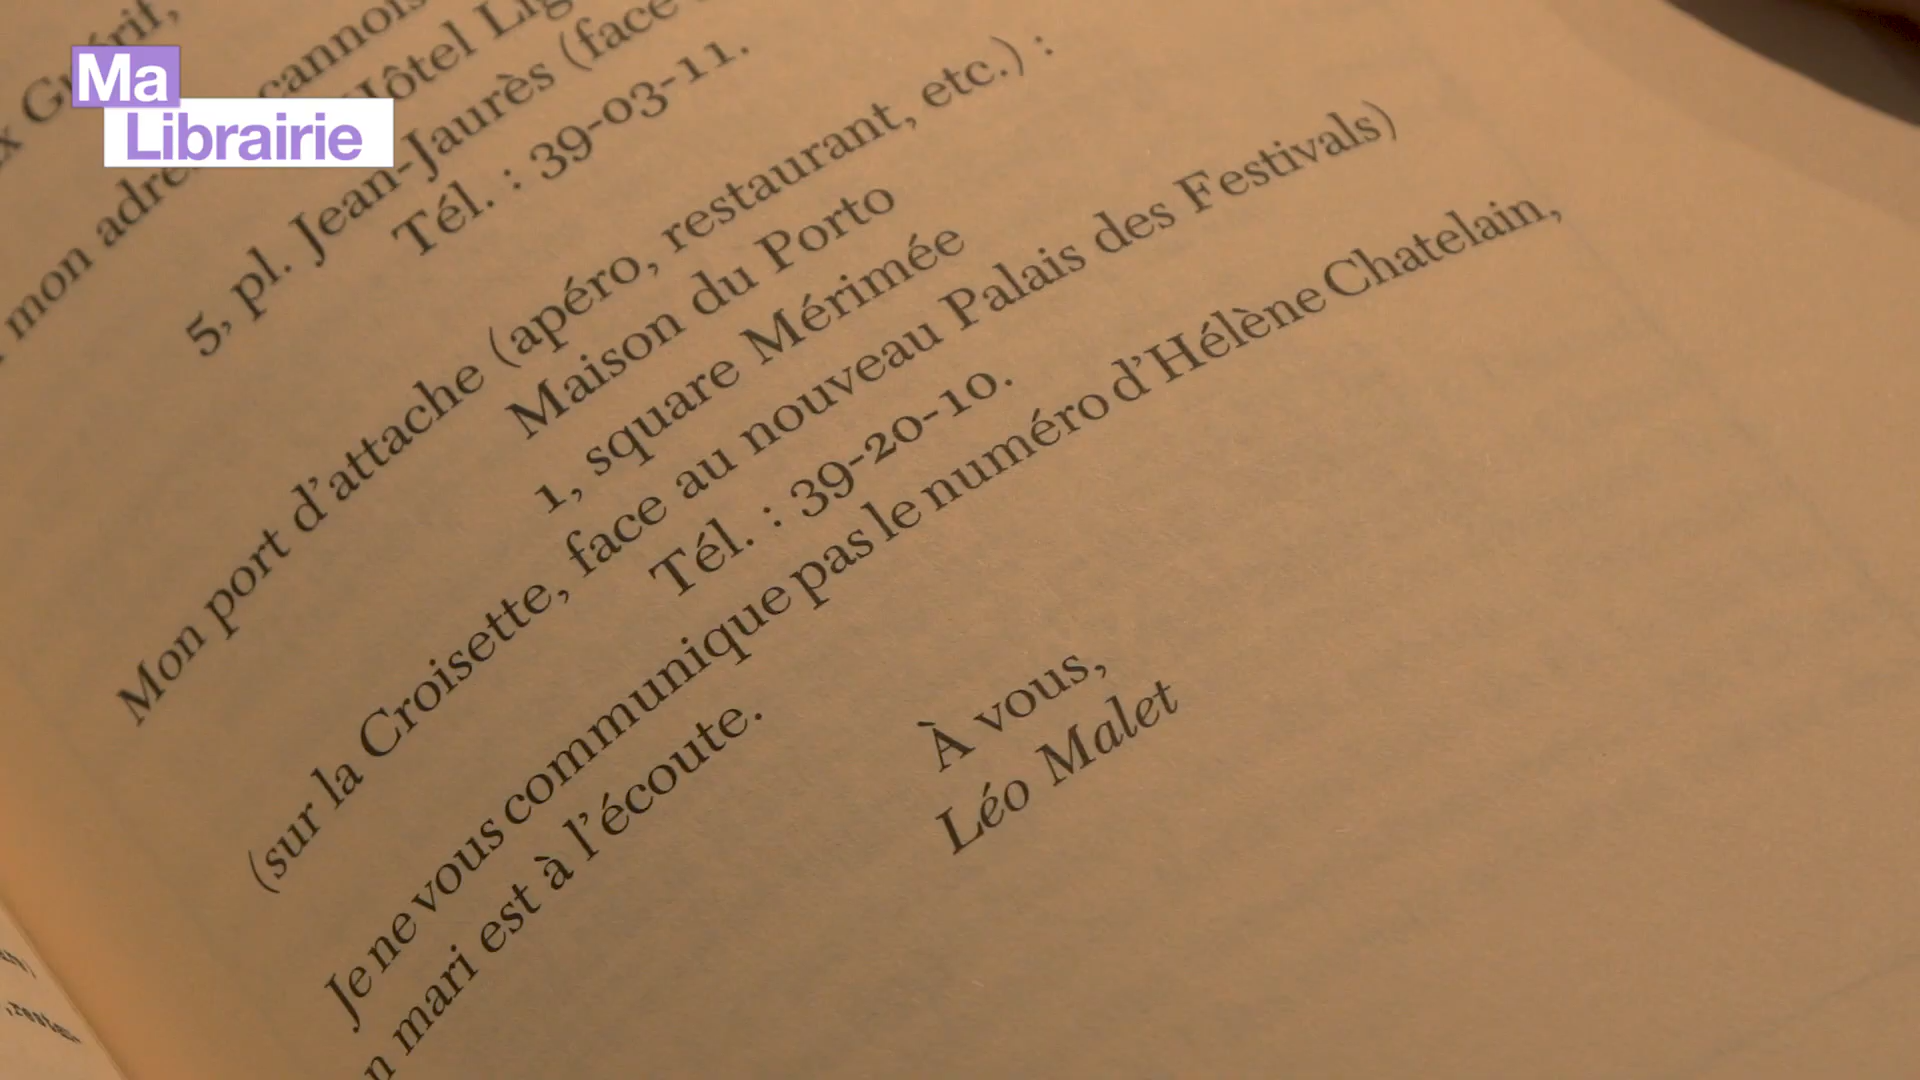 Ma
Librairie
mon adre cannois
Hôtel
5, pl. Jean-Jaurès (face
Tél. : 39-03-11.
Mon port d'attache (apéro, restaurant, etc.) :
Maison du Porto
1, square Mérimée
(sur la Croisette, face au nouveau Palais des Festivals)
Tél. : 39-20-10.
Je ne vous communique pas le numéro d'Hélène Chatelain,
mari est à l'écoute.
À vous,
Léo Malet